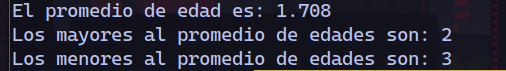 El promedio de edad es: 1.708
Los mayores al promedio de edades son: 2
Los menores al promedio de edades son: 3